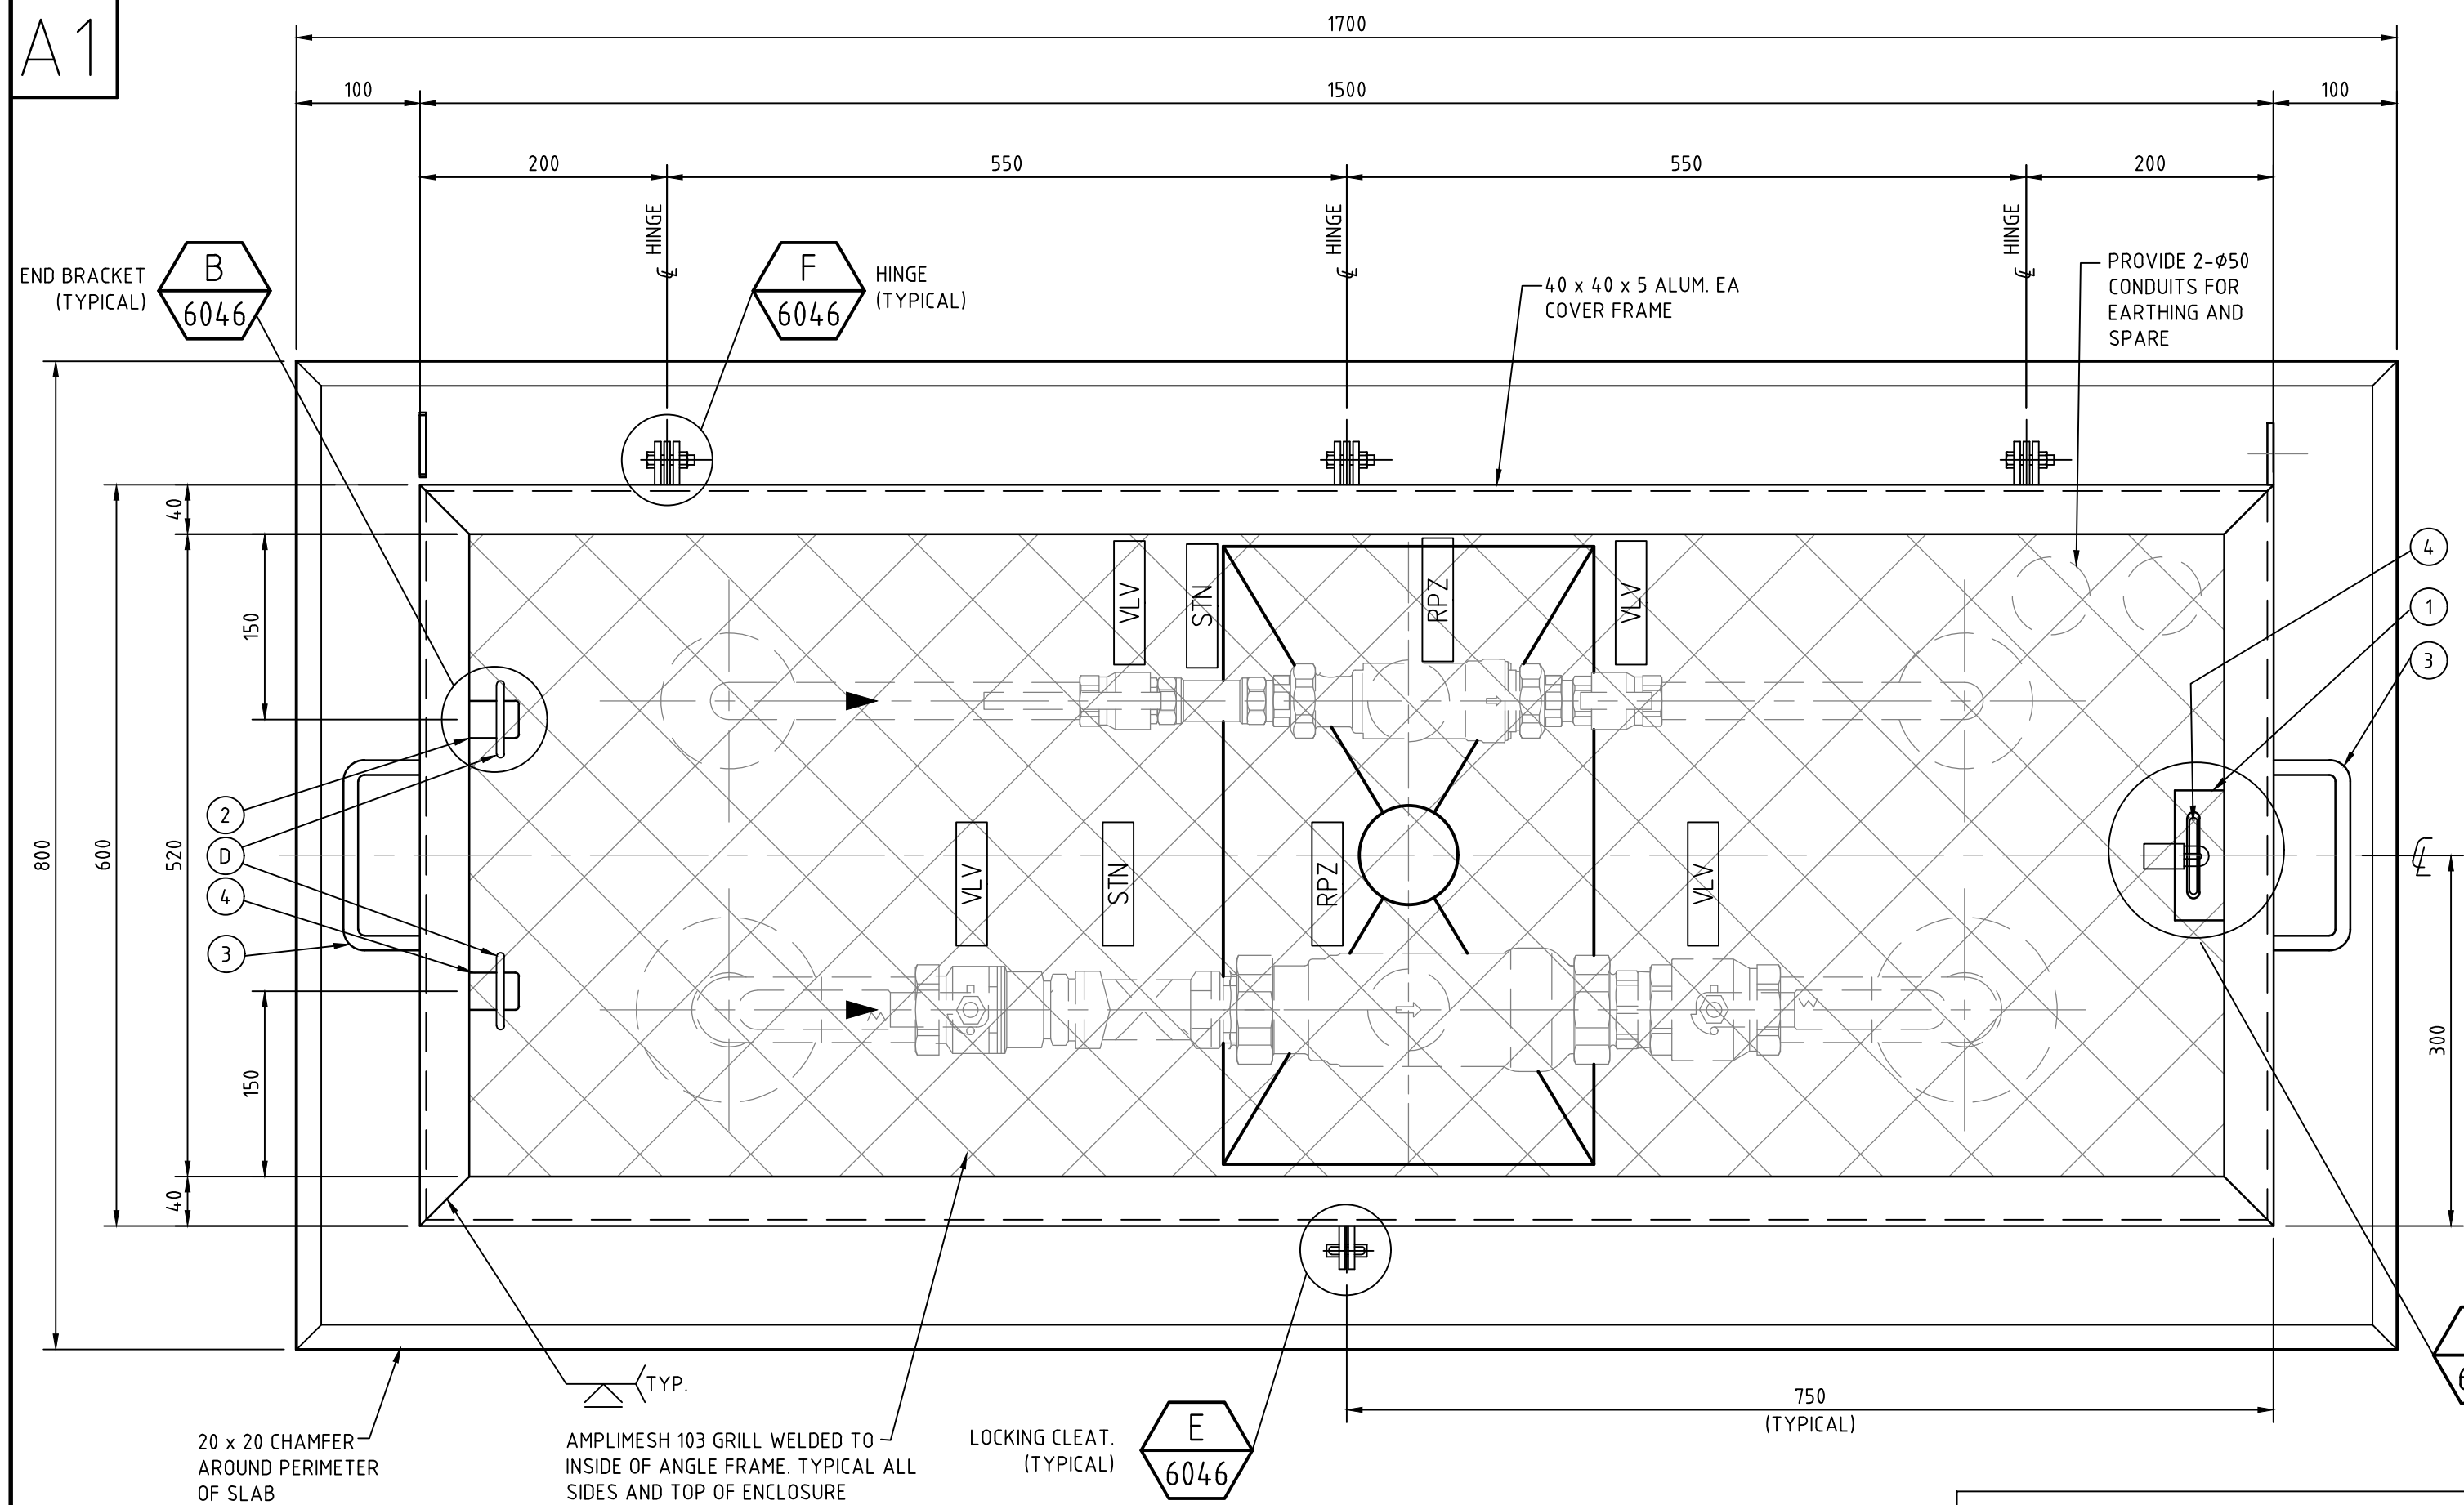 A1
1700
100
1500
100
200
550
550
200
HINGE
HINGE
HINGE
END BRACKET
(TYPICAL)
B
6046
F
6046
HINGE
(TYPICAL)
40 x 40 x 5 ALUM. EA
COVER FRAME
PROVIDE 2-Ø50
CONDUITS FOR
EARTHING AND
SPARE
40
150
VLV
STN
RPZ
VLV
4
1
3
2
D
4
3
800
600
520
VLV
STN
RPZ
VLV
℄
150
300
40
TYP.
750
(TYPICAL)
20 x 20 CHAMFER
AROUND PERIMETER
OF SLAB
AMPLIMESH 103 GRILL WELDED TO
INSIDE OF ANGLE FRAME. TYPICAL ALL
SIDES AND TOP OF ENCLOSURE
LOCKING CLEAT.
(TYPICAL)
E
6046